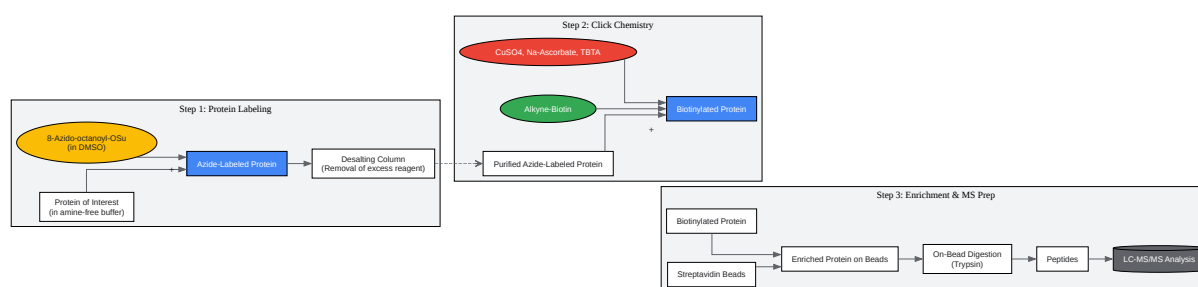 Step 1: Protein Labeling
8-Azido-octanoyl-OSu
(in DMSO)
Azide-Labeled Protein
Desalting Column
(Removal of excess reagent)
+
Protein of Interest
(in amine-free buffer)
Step 2: Click Chemistry
CuSO4, Na-Ascorbate, TBTA
Alkyne-Biotin
Biotinylated Protein
+
Purified Azide-Labeled Protein
Step 3: Enrichment & MS Prep
Biotinylated Protein
Streptavidin Beads
Enriched Protein on Beads
On-Bead Digestion
(Trypsin)
Peptides
LC-MS/MS Analysis